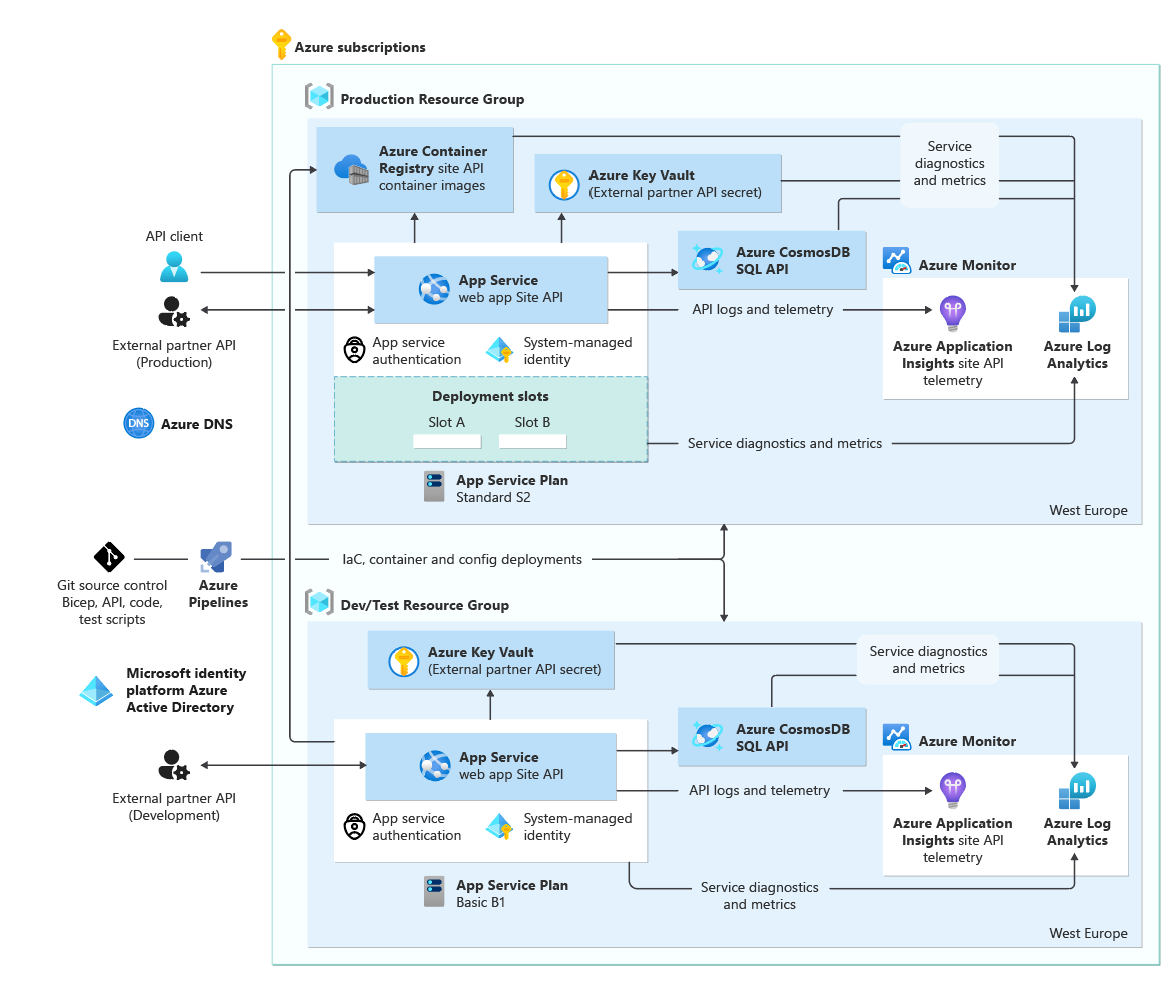 Azure subscriptions
Production Resource Group
Azure Container
Registry site API
container images
Azure Key Vault
(External partner API secret)
Service
diagnostics
and metrics
API client
Azure CosmosDB
SQL API
Azure Monitor
App Service
web app Site API
API logs and telemetry
External partner API
(Production)
App service
authentication
System-managed
identity
Azure Application
Insights site API
telemetry
Azure Log
Analytics
Deployment slots
Slot A
Slot B
DNS
Azure DNS
Service diagnostics and metrics
App Service Plan
Standard S2
West Europe
IaC, container and config deployments
Git source control
Bicep, API, code,
test scripts
Azure
Pipelines
Dev/Test Resource Group
Azure Key Vault
(External partner API secret)
Service diagnostics
and metrics
Microsoft identity
platform Azure
Active Directory
Azure CosmosDB
SQL API
Azure Monitor
App Service
web app Site API
API logs and telemetry
External partner API
(Development)
App service
authentication
System-managed
identity
Azure Application
Insights site API
telemetry
Azure Log
Analytics
App Service Plan
Basic B1
Service diagnostics
and metrics
West Europe